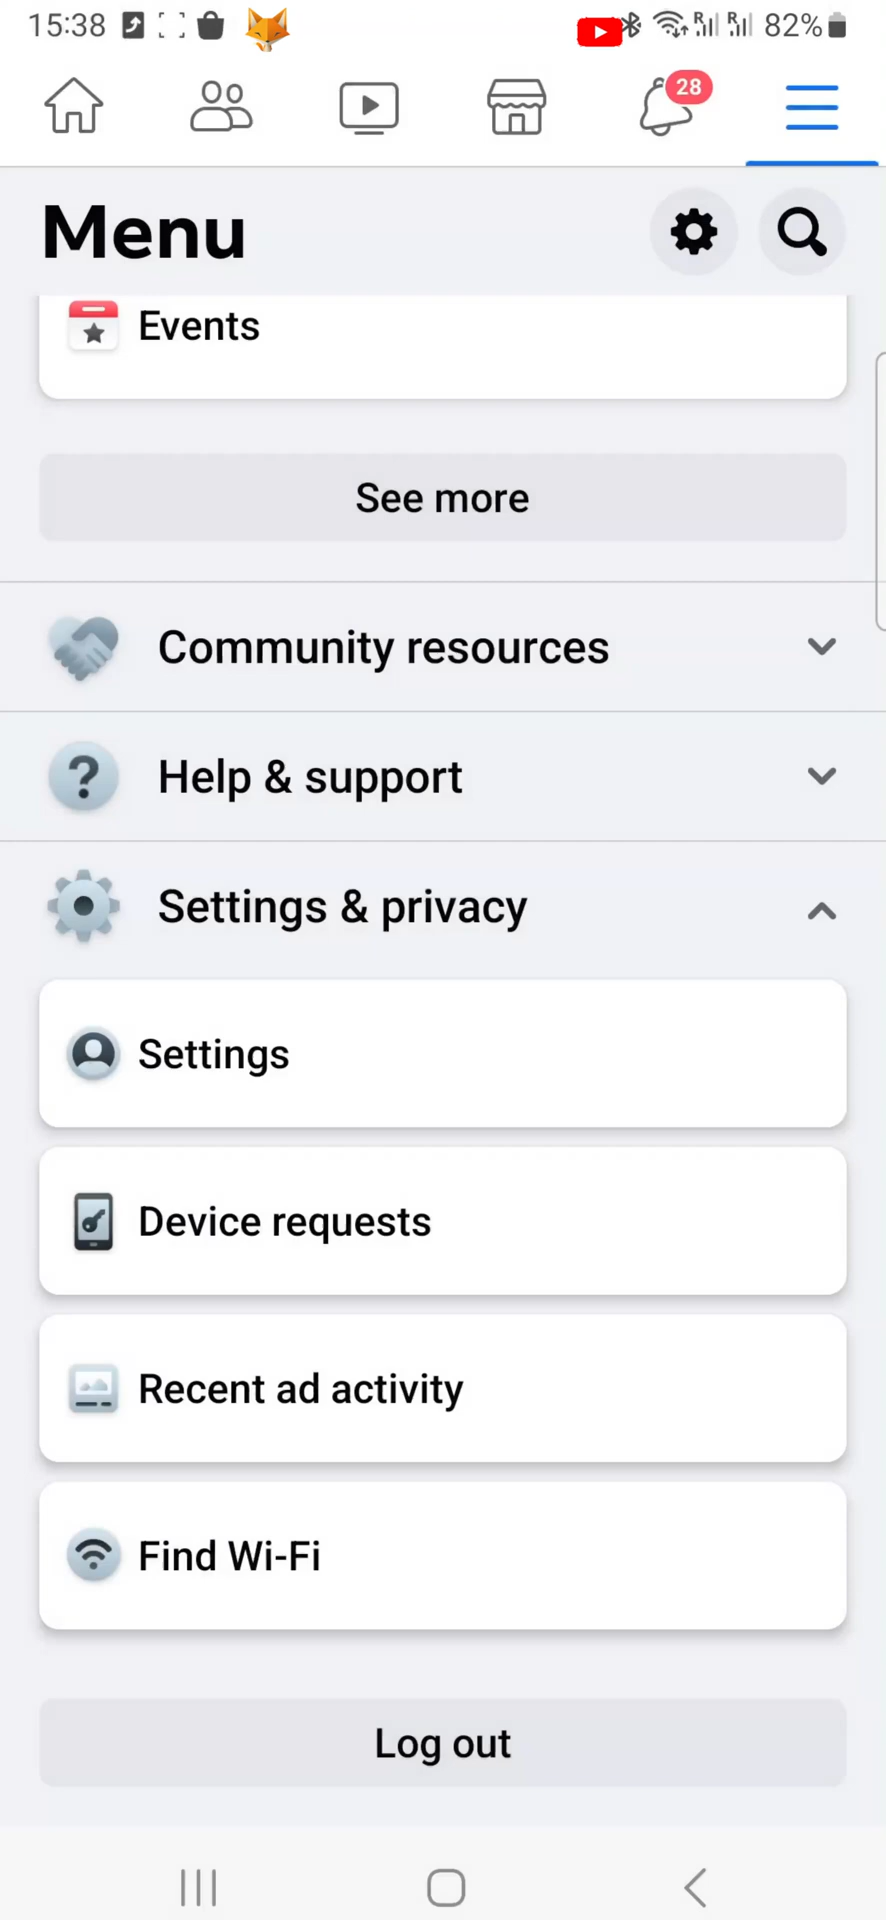 15:38 82%
28
Menu
Events
See more
Community resources
Help & support
Settings & privacy
Settings
Device requests
Recent ad activity
Find Wi-Fi
Log out